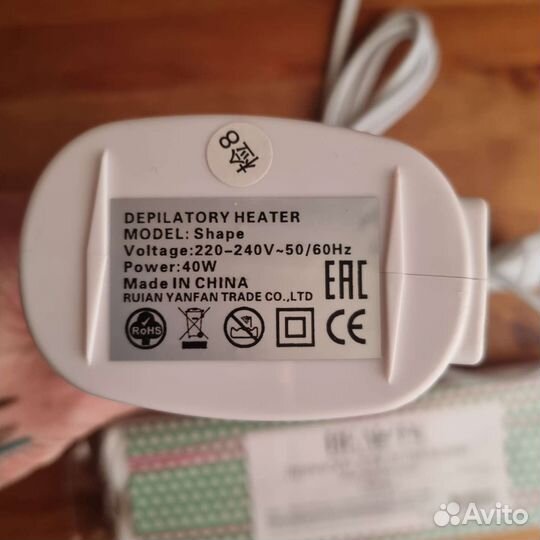 检8
DEPILATORY HEATER
MODEL: Shape
Voltage:220-240V~50/60Hz
Power:40W
Made IN CHINA
RUIAN YANFAN TRADE CO.,LTD
EAC
RoHS
CE
Avito